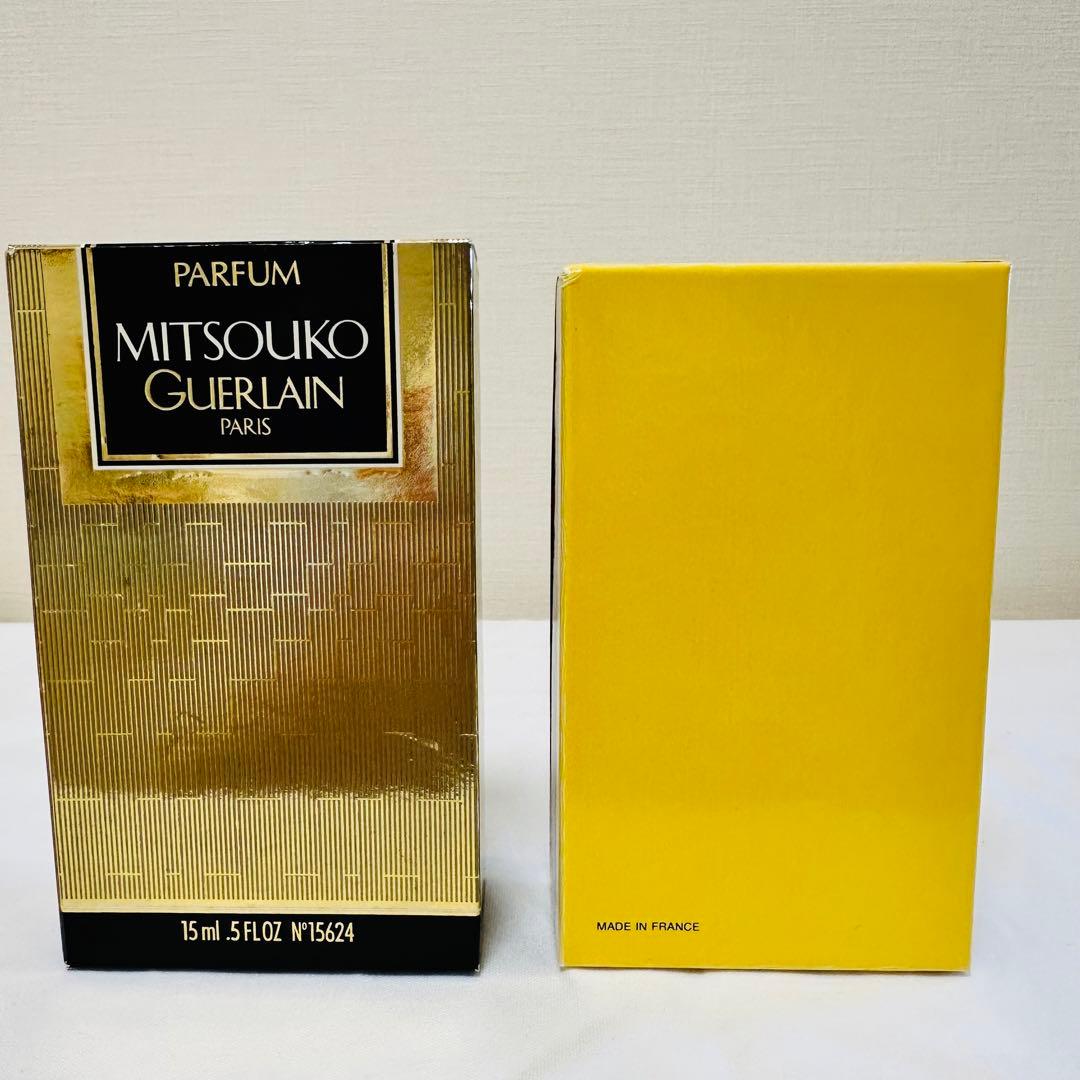 PARFUM
MITSOUKO
GUERLAIN
PARIS
15 ml .5 FL OZ N°15624
MADE IN FRANCE